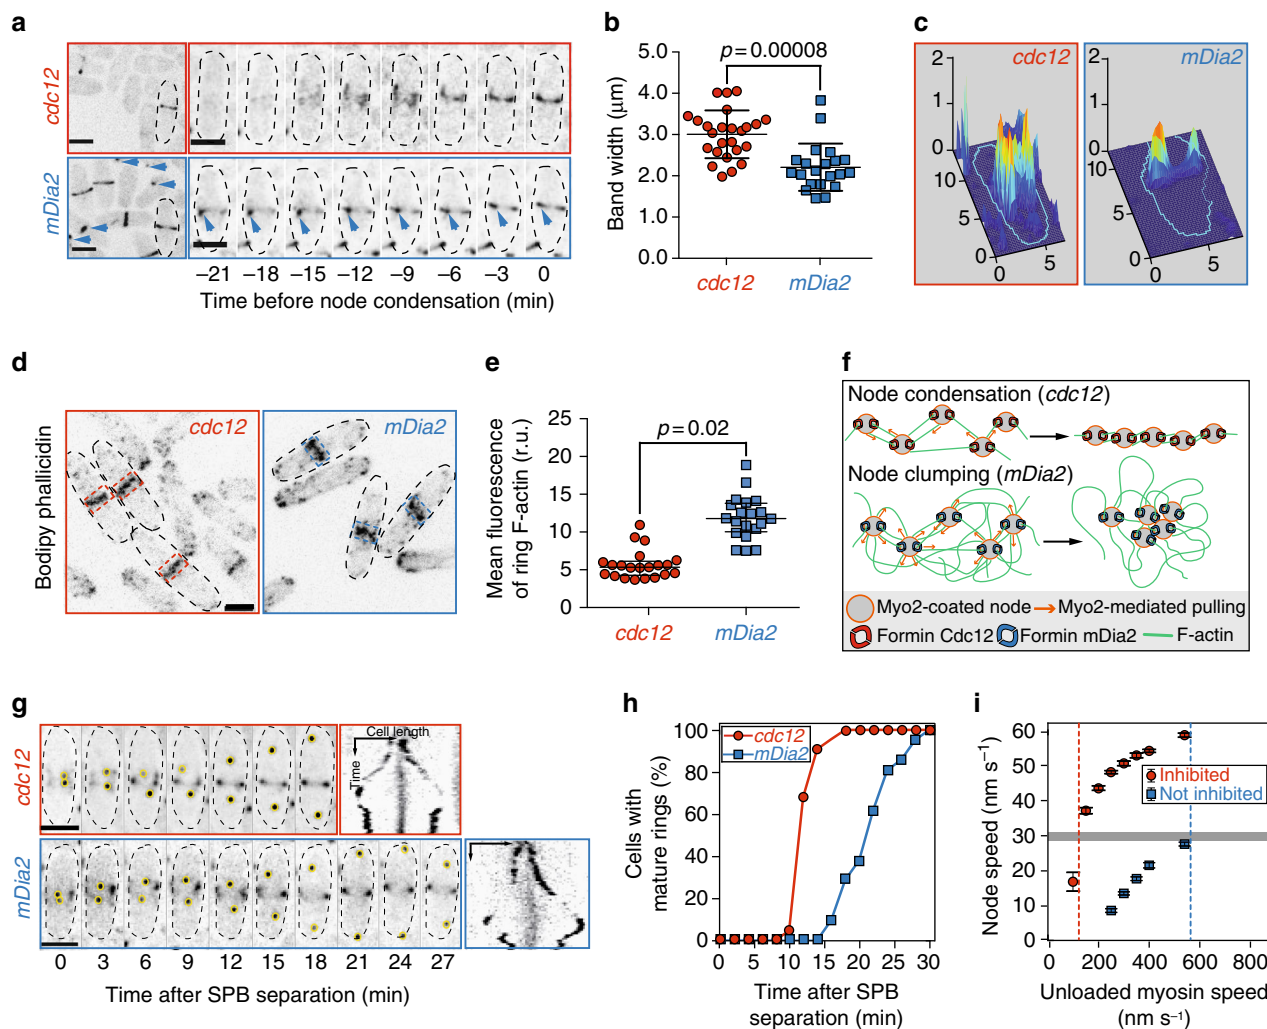 a
cdc12
mDia2
–21 –18 –15 –12 –9 –6 –3 0
Time before node condensation (min)
b
p = 0.00008
Band width (μm)
5.0
4.0
3.0
2.0
1.0
0.0
cdc12 mDia2
c
cdc12
2
1
0
10
5
0
0 5
mDia2
2
1
0
10
5
0
0 5
d
Bodipy phallicidin
cdc12
mDia2
e
Mean fluorescence
of ring F-actin (r.u.)
25
20
15
10
5
0
p = 0.02
cdc12 mDia2
f
Node condensation (cdc12)
Node clumping (mDia2)
Myo2-coated node Myo2-mediated pulling
Formin Cdc12 Formin mDia2 F-actin
g
cdc12
Cell length
Time
mDia2
0 3 6 9 12 15 18 21 24 27
Time after SPB separation (min)
h
Cells with
mature rings (%)
100
80
60
40
20
0
cdc12
mDia2
0 5 10 15 20 25 30
Time after SPB
separation (min)
i
Node speed (nm s⁻¹)
60
50
40
30
20
10
0
Inhibited
Not inhibited
0 200 400 600 800
Unloaded myosin speed
(nm s⁻¹)